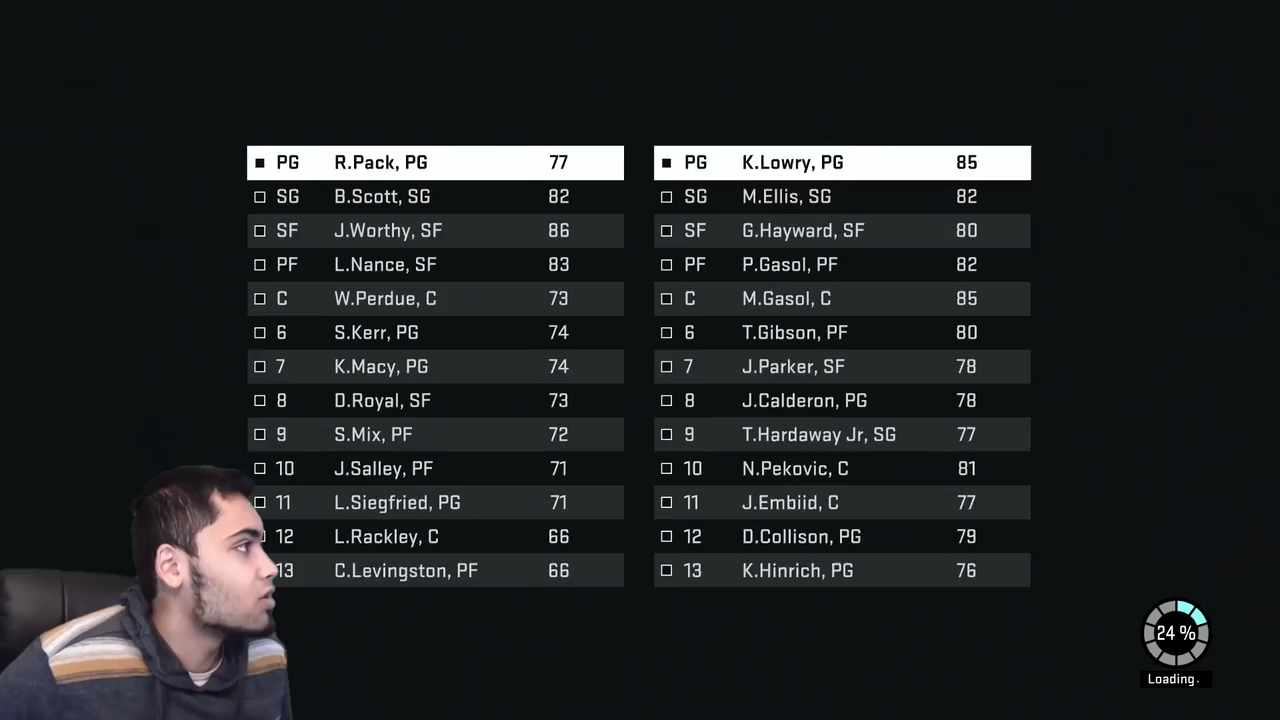 PG R.Pack, PG 77
SG B.Scott, SG 82
SF J.Worthy, SF 86
PF L.Nance, SF 83
C W.Perdue, C 73
6 S.Kerr, PG 74
7 K.Macy, PG 74
8 D.Royal, SF 73
9 S.Mix, PF 72
10 J.Salley, PF 71
11 L.Siegfried, PG 71
12 L.Rackley, C 66
13 C.Levingston, PF 66
PG K.Lowry, PG 85
SG M.Ellis, SG 82
SF G.Hayward, SF 80
PF P.Gasol, PF 82
C M.Gasol, C 85
6 T.Gibson, PF 80
7 J.Parker, SF 78
8 J.Calderon, PG 78
9 T.Hardaway Jr, SG 77
10 N.Pekovic, C 81
11 J.Embiid, C 77
12 D.Collison, PG 79
13 K.Hinrich, PG 76
24 %
Loading.